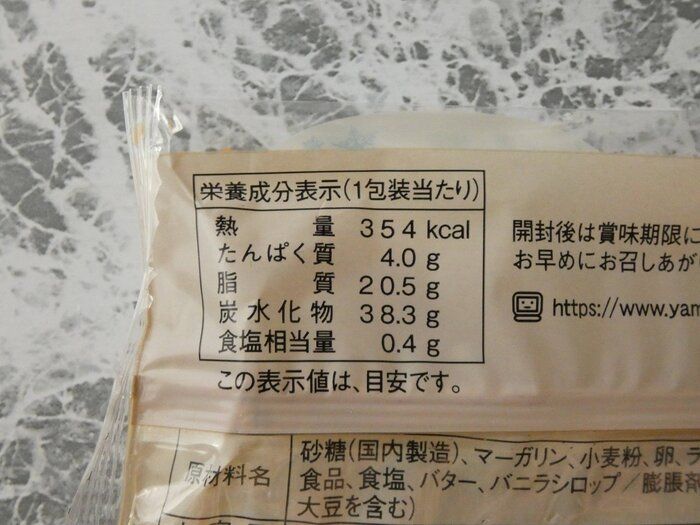 栄養成分表示(1包装当たり)
熱量 354 kcal
たんぱく質 4.0 g
脂質 20.5 g
炭水化物 38.3 g
食塩相当量 0.4 g
この表示値は、目安です。
開封後は賞味期限に
お早めにお召しあが
https://www.yam
原材料名
砂糖(国内製造)、マーガリン、小麦粉、卵、ラ
食品、食塩、バター、バニラシロップ/膨脹剤
大豆を含む)